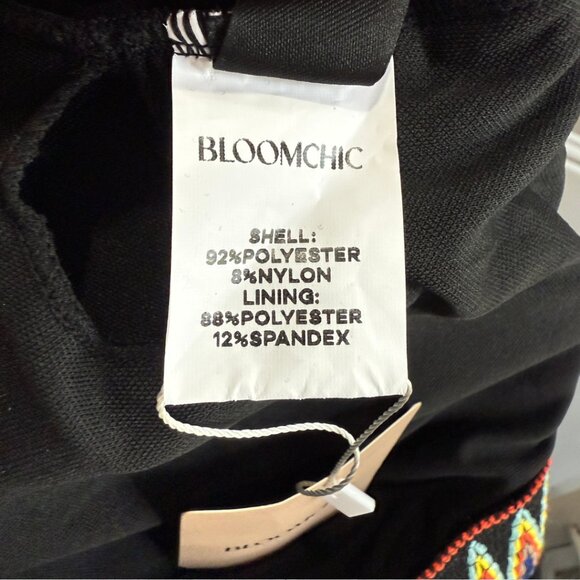 BLOOMCHIC
SHELL:
92%POLYESTER
8%NYLON
LINING:
88%POLYESTER
12%SPANDEX